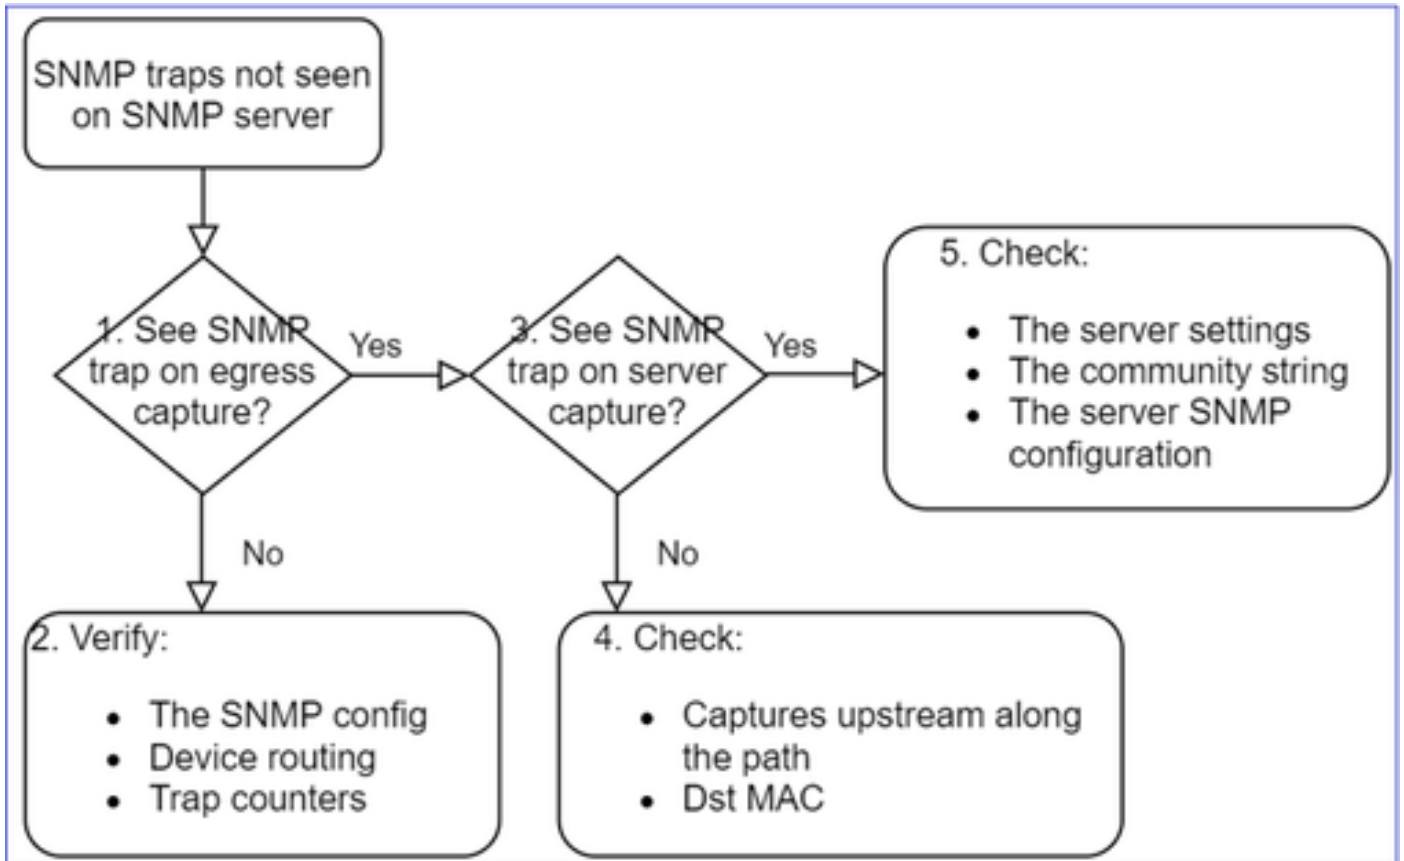 SNMP traps not seen
on SNMP server
1. See SNMP
trap on egress
capture?
Yes
3. See SNMP
trap on server
capture?
Yes
5. Check:
• The server settings
• The community string
• The server SNMP
configuration
No
No
2. Verify:
• The SNMP config
• Device routing
• Trap counters
4. Check:
• Captures upstream along
the path
• Dst MAC